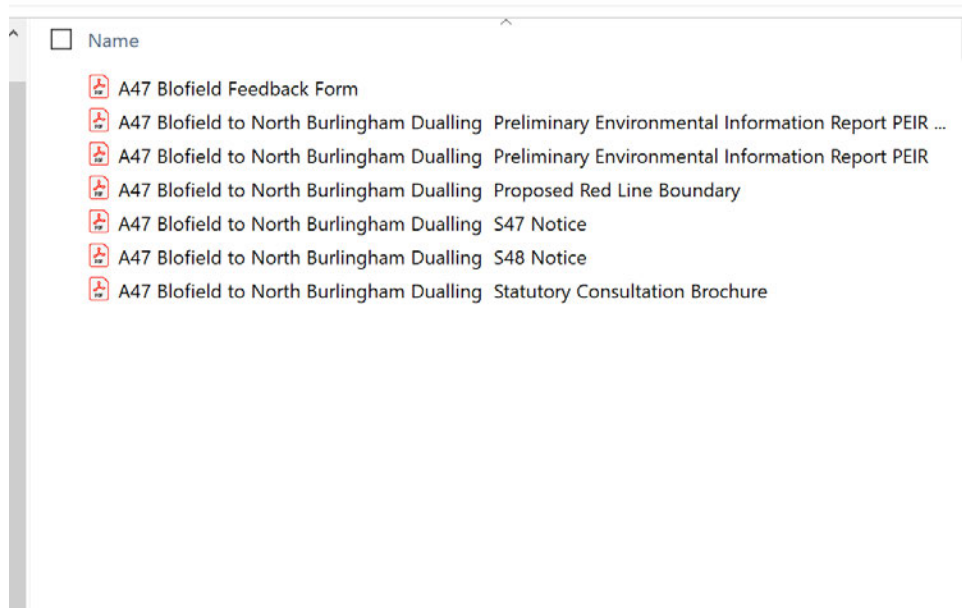 Name
A47 Blofield Feedback Form
A47 Blofield to North Burlingham Dualling  Preliminary Environmental Information Report PEIR ...
A47 Blofield to North Burlingham Dualling  Preliminary Environmental Information Report PEIR
A47 Blofield to North Burlingham Dualling  Proposed Red Line Boundary
A47 Blofield to North Burlingham Dualling  S47 Notice
A47 Blofield to North Burlingham Dualling  S48 Notice
A47 Blofield to North Burlingham Dualling  Statutory Consultation Brochure